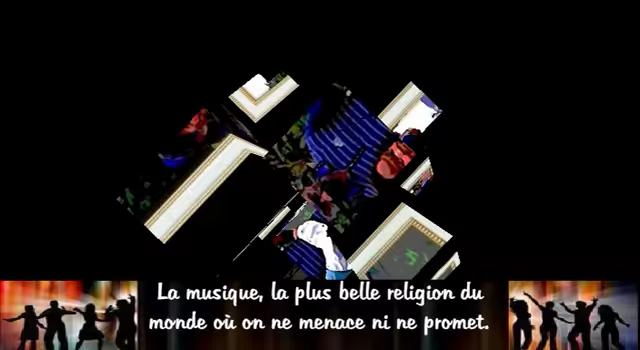 La musique, la plus belle religion du
monde où on ne menace ni ne promet.